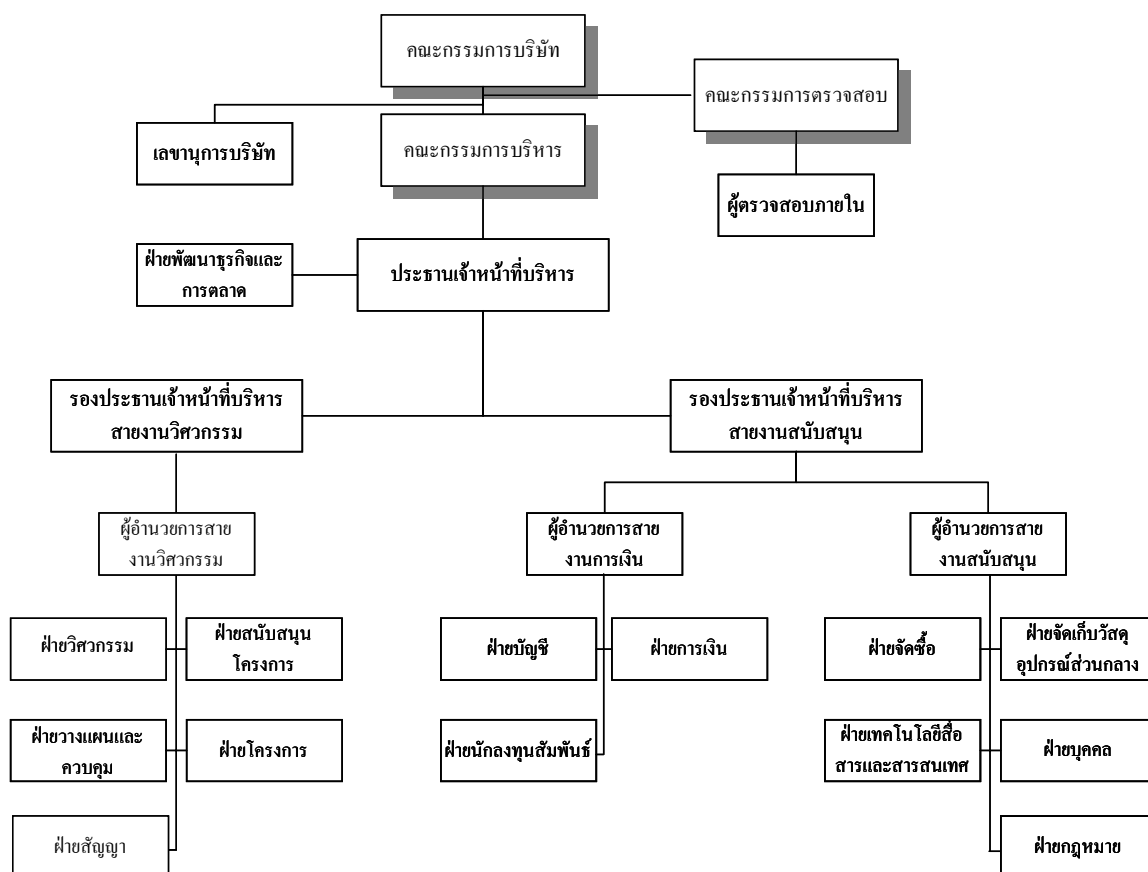 คณะกรรมการบริษัท
คณะกรรมการตรวจสอบ
เลขานุการบริษัท
คณะกรรมการบริหาร
ผู้ตรวจสอบภายใน
ฝ่ายพัฒนาธุรกิจและ
การตลาด
ประธานเจ้าหน้าที่บริหาร
รองประธานเจ้าหน้าที่บริหาร
สายงานวิศวกรรม
รองประธานเจ้าหน้าที่บริหาร
สายงานสนับสนุน
ผู้อำนวยการสาย
งานวิศวกรรม
ผู้อำนวยการสาย
งานการเงิน
ผู้อำนวยการสาย
งานสนับสนุน
ฝ่ายวิศวกรรม
ฝ่ายสนับสนุน
โครงการ
ฝ่ายบัญชี
ฝ่ายการเงิน
ฝ่ายจัดซื้อ
ฝ่ายจัดเก็บวัสดุ
อุปกรณ์ส่วนกลาง
ฝ่ายวางแผนและ
ควบคุม
ฝ่ายโครงการ
ฝ่ายนักลงทุนสัมพันธ์
ฝ่ายเทคโนโลยีสื่อ
สารและสารสนเทศ
ฝ่ายบุคคล
ฝ่ายสัญญา
ฝ่ายกฎหมาย